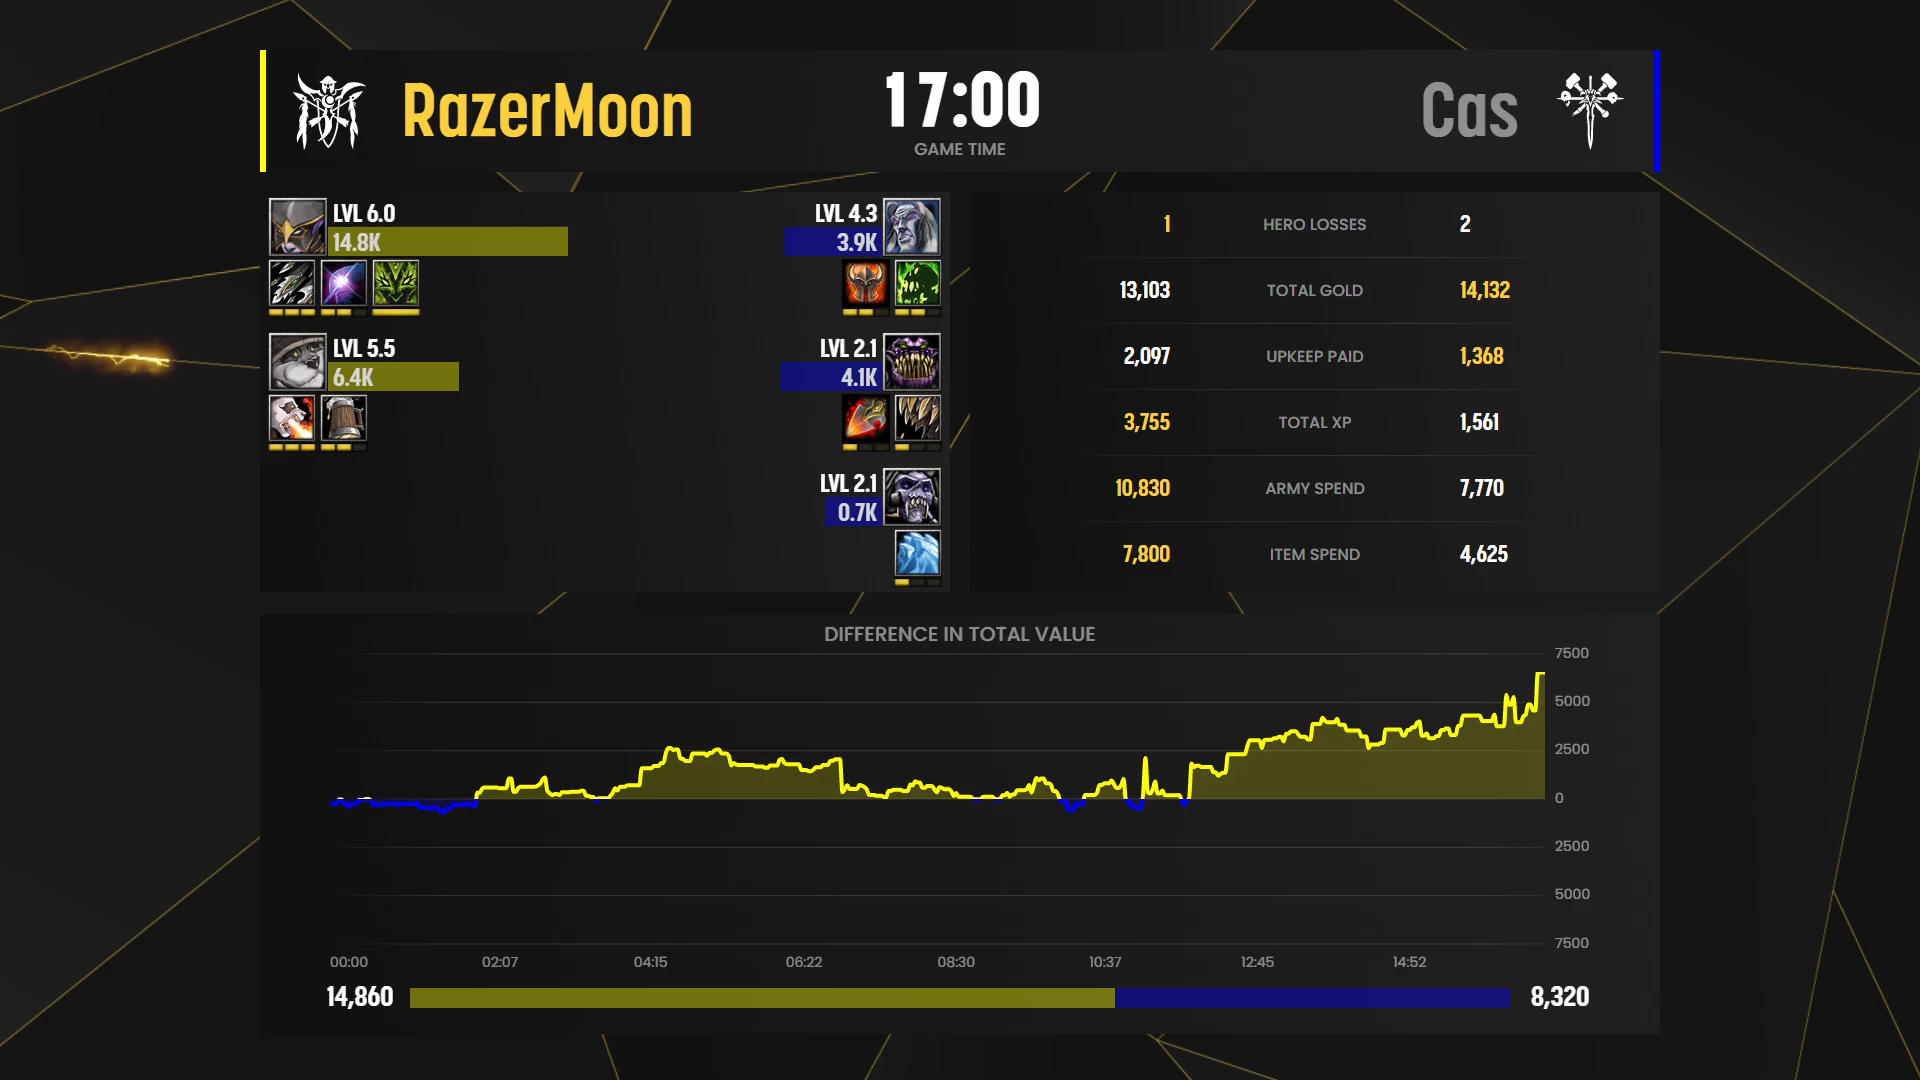 RazerMoon
17:00
GAME TIME
Cas
LVL 6.0
14.8K
LVL 4.3
3.9K
LVL 5.5
6.4K
LVL 2.1
4.1K
LVL 2.1
0.7K
1 HERO LOSSES 2
13,103 TOTAL GOLD 14,132
2,097 UPKEEP PAID 1,368
3,755 TOTAL XP 1,561
10,830 ARMY SPEND 7,770
7,800 ITEM SPEND 4,625
DIFFERENCE IN TOTAL VALUE
7500
5000
2500
0
2500
5000
7500
00:00 02:07 04:15 06:22 08:30 10:37 12:45 14:52
14,860 8,320